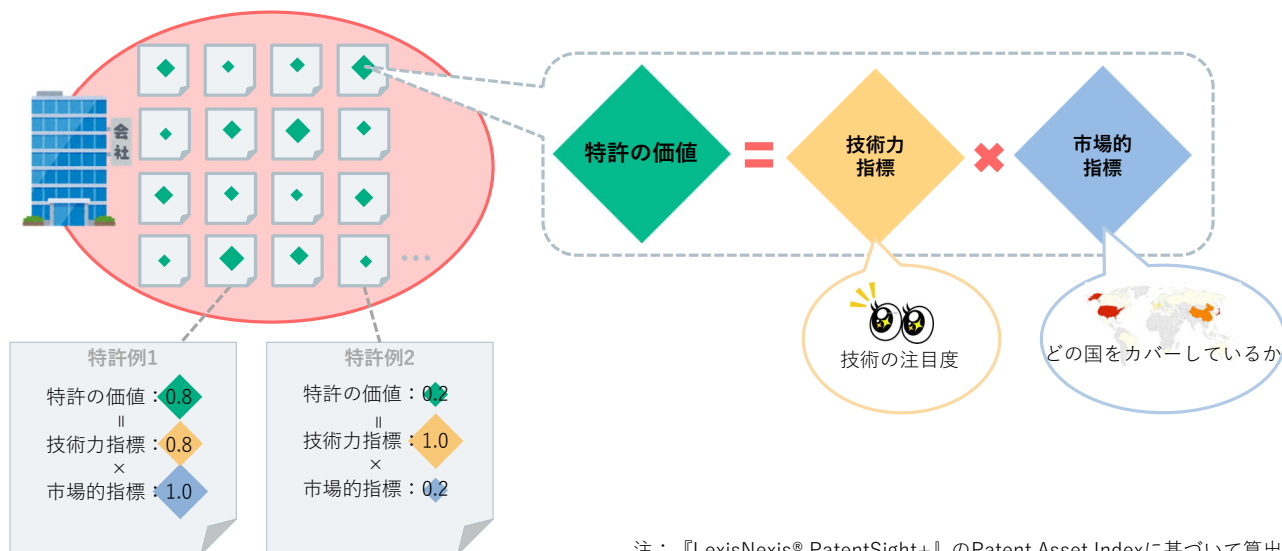 会
社
特許の価値
=
技術力
指標
×
市場的
指標
技術の注目度
どの国をカバーしているか
…
特許例1
特許の価値：0.8
=
技術力指標：0.8
×
市場的指標：1.0
特許例2
特許の価値：0.2
=
技術力指標：1.0
×
市場的指標：0.2
注：『LexisNexis® PatentSight+』のPatent Asset Indexに基づいて算出